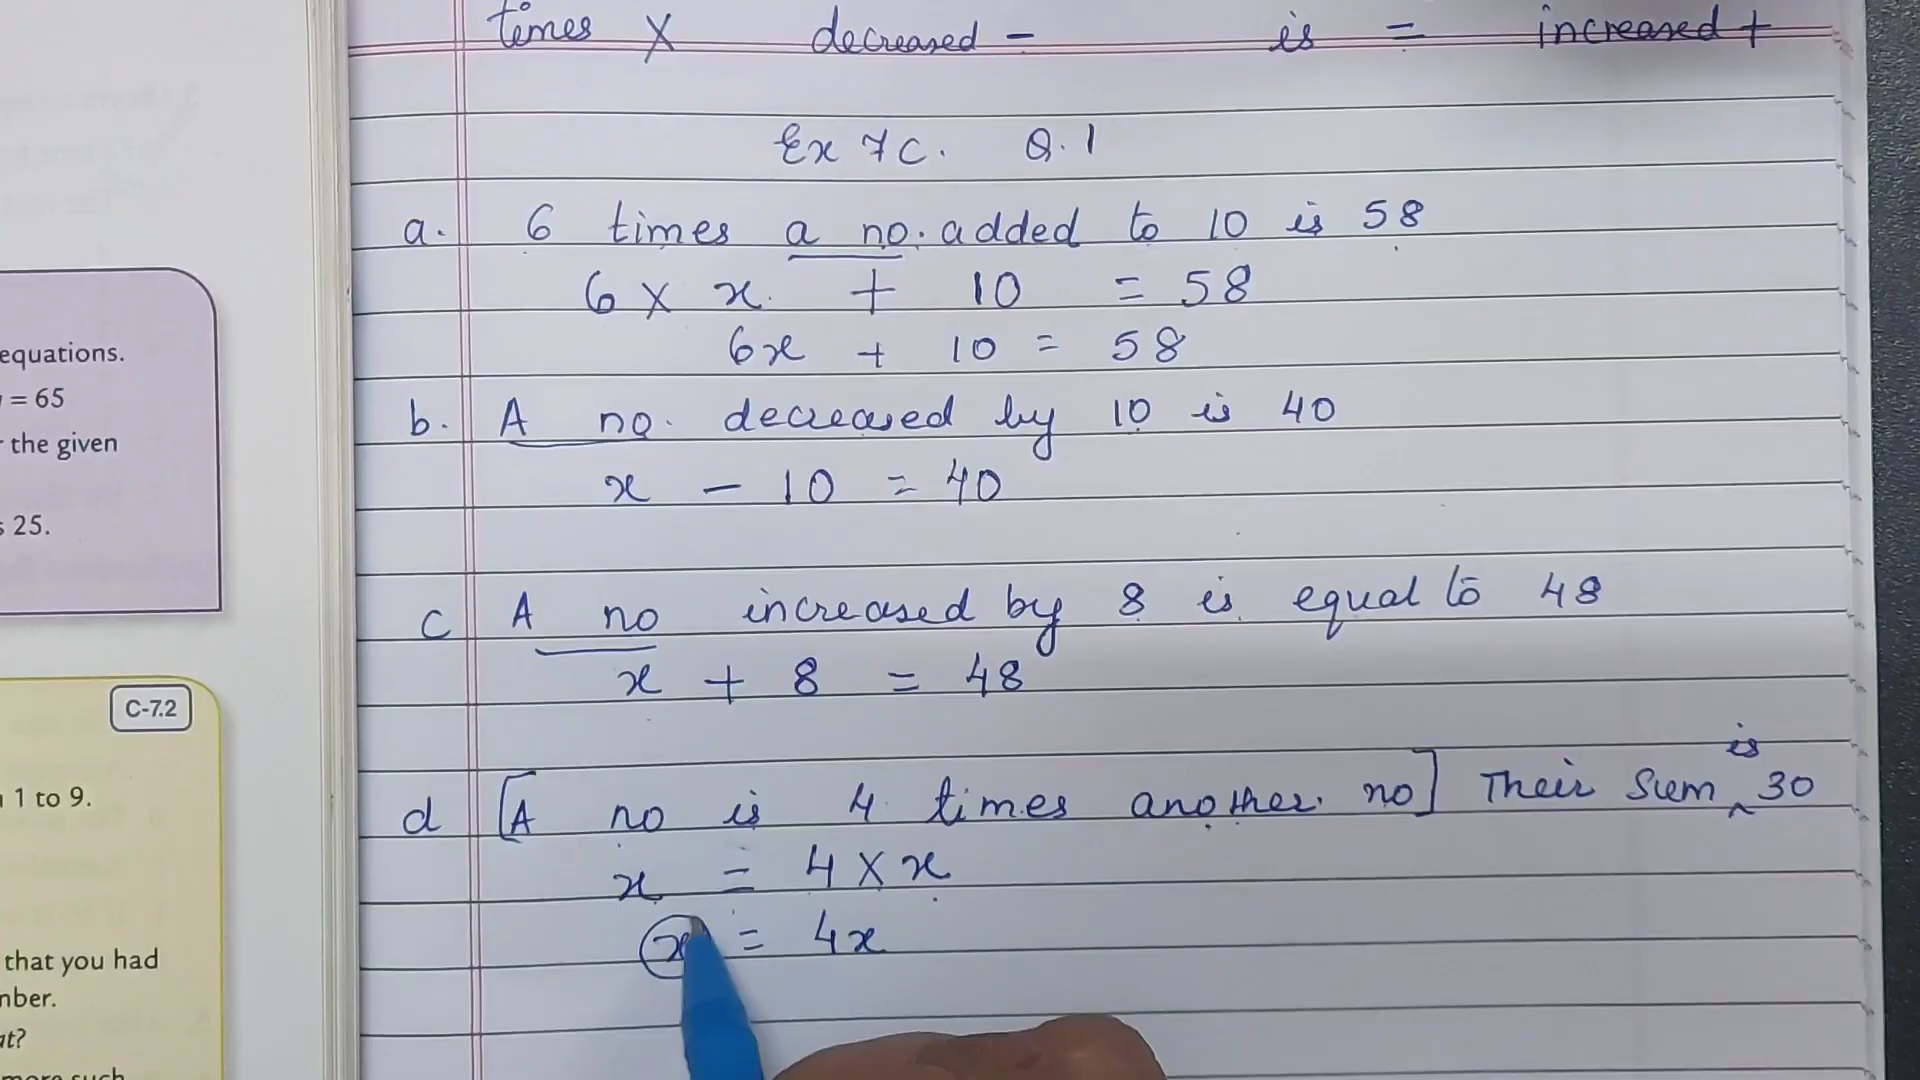 times × decreased - is = increased +
Ex 7C. Q.1
a. 6 times a no. added to 10 is 58
6 × x + 10 = 58
6x + 10 = 58
b. A no. decreased by 10 is 40
x - 10 = 40
c A no increased by 8 is equal to 48
x + 8 = 48
d [A no is 4 times another no] Their Sum is 30
x = 4 × x
x = 4x
equations.
= 65
the given
25.
C-7.2
1 to 9.
that you had
at?
such